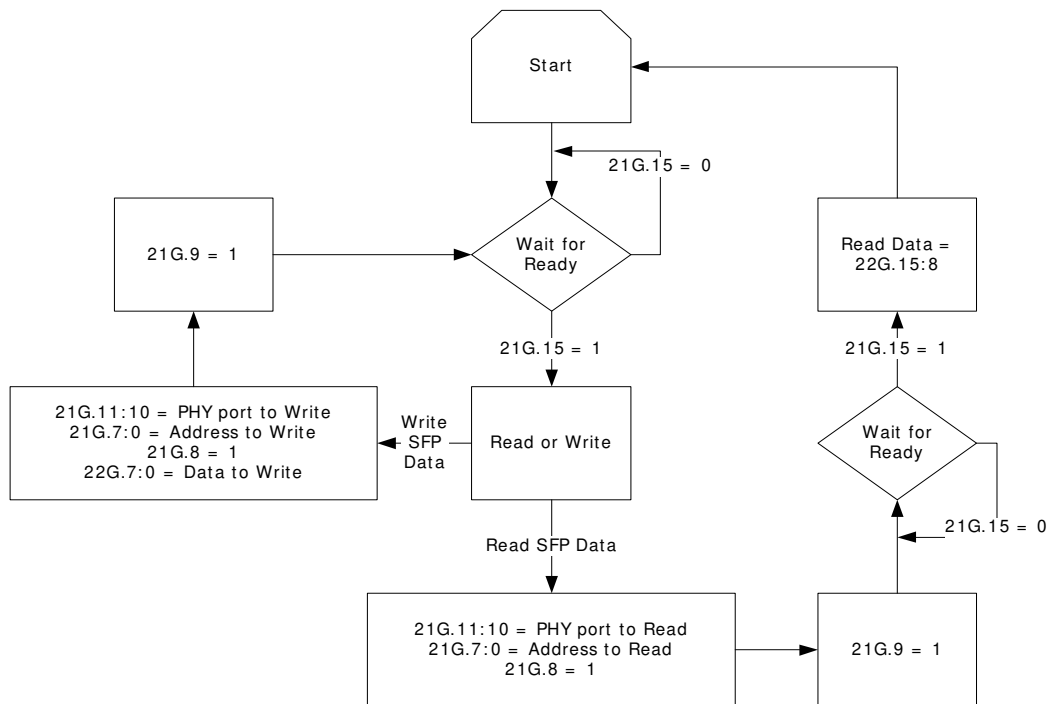 Start
21G.15 = 0
21G.9 = 1
Wait for
Ready
Read Data =
22G.15:8
21G.15 = 1
21G.15 = 1
21G.11:10 = PHY port to Write
21G.7:0 = Address to Write
21G.8 = 1
22G.7:0 = Data to Write
Write
SFP
Data
Read or Write
Wait for
Ready
21G.15 = 0
Read SFP Data
21G.11:10 = PHY port to Read
21G.7:0 = Address to Read
21G.8 = 1
21G.9 = 1